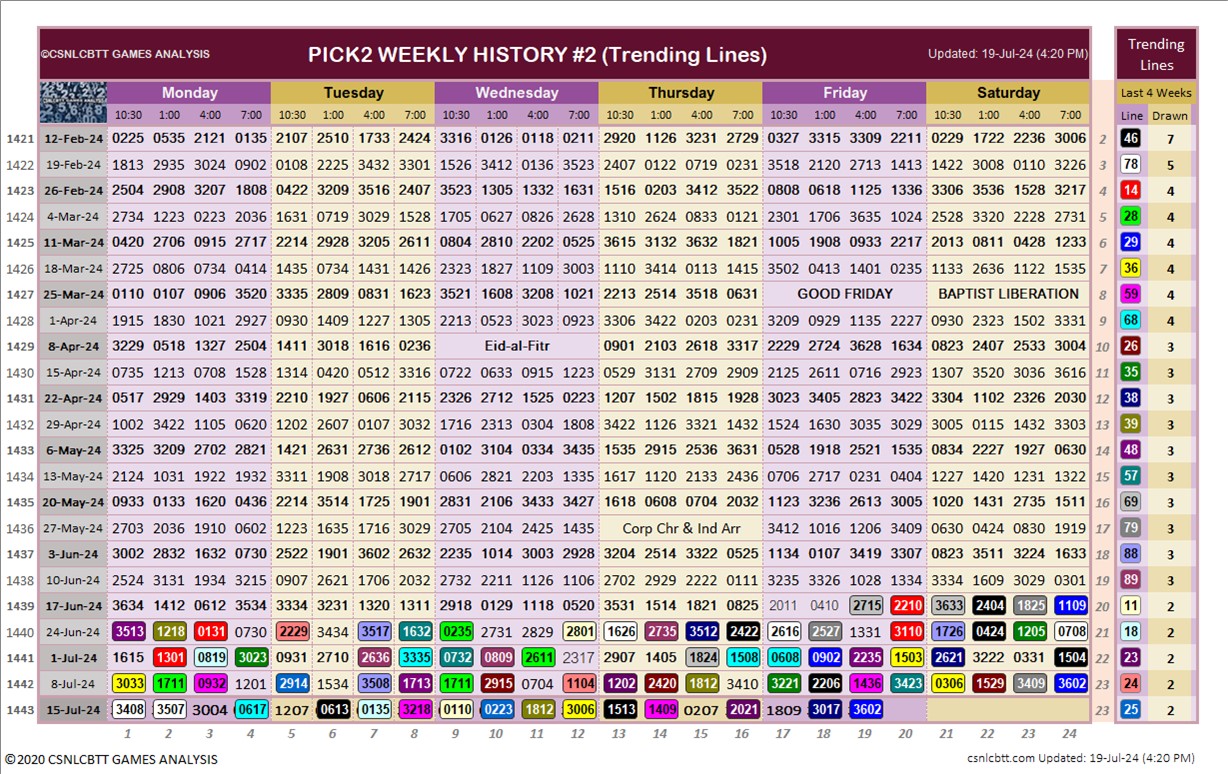 ©CSNLCBTT GAMES ANALYSIS PICK2 WEEKLY HISTORY #2 (Trending Lines) Updated: 19-Jul-24 (4:20 PM) Trending Lines
Monday Tuesday Wednesday Thursday Friday Saturday Last 4 Weeks
10:30 1:00 4:00 7:00 10:30 1:00 4:00 7:00 10:30 1:00 4:00 7:00 10:30 1:00 4:00 7:00 10:30 1:00 4:00 7:00 10:30 1:00 4:00 7:00 Line Drawn
1421 12-Feb-24 0225 0535 2121 0135 2107 2510 1733 2424 3316 0126 0118 0211 2920 1126 3231 2729 0327 3315 3309 2211 0229 1722 2236 3006 2 46 7
1422 19-Feb-24 1813 2935 3024 0902 0108 2225 3432 3301 1526 3412 0136 3523 2407 0122 0719 0231 3518 2120 2713 1413 1422 3008 0110 3226 3 78 5
1423 26-Feb-24 2504 2908 3207 1808 0422 3209 3516 2407 3523 1305 1332 1631 1516 0203 3412 3522 0808 0618 1125 1336 3306 3536 1528 3217 4 14 4
1424 4-Mar-24 2734 1223 0223 2036 1631 0719 3029 1528 1705 0627 0826 2628 1310 2624 0833 0121 2301 1706 3635 1024 2528 3320 2228 2731 5 28 4
1425 11-Mar-24 0420 2706 0915 2717 2214 2928 3205 2611 0804 2810 2202 0525 3615 3132 3632 1821 1005 1908 0933 2217 2013 0811 0428 1233 6 29 4
1426 18-Mar-24 2725 0806 0734 0414 1435 0734 1431 1426 2323 1827 1109 3003 1110 3414 0113 1415 3502 0413 1401 0235 1133 2636 1122 1535 7 36 4
1427 25-Mar-24 0110 0107 0906 3520 3335 2809 0831 1623 3521 1608 3208 1021 2213 2514 3518 0631 GOOD FRIDAY BAPTIST LIBERATION 8 59 4
1428 1-Apr-24 1915 1830 1021 2927 0930 1409 1227 1305 2213 0523 3023 0923 3306 3422 0203 0231 3209 0929 1135 2227 0930 2323 1502 3331 9 68 4
1429 8-Apr-24 3229 0518 1327 2504 1411 3018 1616 0236 Eid-al-Fitr 0901 2103 2618 3317 2229 2724 3628 1634 0823 2407 2533 3004 10 26 3
1430 15-Apr-24 0735 1213 0708 1528 1314 0420 0512 3316 0722 0633 0915 1223 0529 3131 2709 2909 2125 2611 0716 2923 1307 3520 3036 3616 11 35 3
1431 22-Apr-24 0517 2929 1403 3319 2210 1927 0606 2115 2326 2712 1525 0223 1207 1502 1815 1928 3023 3405 2823 3422 3304 1102 2326 2030 12 38 3
1432 29-Apr-24 1002 3422 1105 0620 1202 2607 0107 3032 1716 2313 0304 1808 3422 1126 3321 1432 1524 1630 3035 3029 3005 0115 1432 3303 13 39 3
1433 6-May-24 3325 3209 2702 2821 1421 2631 2736 2612 0102 3104 0334 3435 1535 2915 2536 3631 0528 1918 2521 1535 0834 2227 1927 0630 14 48 3
1434 13-May-24 2124 1031 1922 1932 3311 1908 3018 2711 0606 2821 2203 1335 1617 1120 2133 2436 0706 2717 0231 0404 1227 1420 1231 1322 15 57 3
1435 20-May-24 0933 0133 1620 0436 2214 3514 1725 1901 2831 2106 3433 3427 1618 0608 0704 2032 1123 3236 2613 3005 1020 1431 2735 1511 16 69 3
1436 27-May-24 2703 2036 1910 0602 1223 1635 1716 3029 2705 2104 2425 1435 Corp Chr & Ind Arr 3412 1016 1206 3409 0630 0424 0830 1919 17 79 3
1437 3-Jun-24 3002 2832 1632 0730 2522 1901 3602 2632 2235 1014 3003 2928 3204 2514 3322 0525 1134 0107 3419 3307 0823 3511 3224 1633 18 88 3
1438 10-Jun-24 2524 3131 1934 3215 0907 2621 1706 2032 2732 2211 1126 1106 2702 2929 2222 0111 3235 3326 1028 1334 3334 1609 3029 0301 19 89 3
1439 17-Jun-24 3634 1412 0612 3534 3334 3231 1320 1311 2918 0129 1118 0520 3531 1514 1821 0825 2011 0410 2715 2210 3633 2404 1825 1109 20 11 2
1440 24-Jun-24 3513 1218 0131 0730 2229 3434 3517 1632 0235 2731 2829 2801 1626 2735 3512 2422 2616 2527 1331 3110 1726 0424 1205 0708 21 18 2
1441 1-Jul-24 1615 1301 0819 3023 0931 2710 2636 3335 0732 0809 2611 2317 2907 1405 1824 1508 0608 0902 2235 1503 2621 3222 0331 1504 22 23 2
1442 8-Jul-24 3033 1711 0932 1201 2914 1534 3508 1713 1711 2915 0704 1104 1202 2420 1812 3410 3221 2206 1436 3423 0306 1529 3409 3602 23 24 2
1443 15-Jul-24 3408 3507 3004 0617 1207 0613 0135 3218 0110 0223 1812 3006 1513 1409 0207 2021 1809 3017 3602 23 25 2
1 2 3 4 5 6 7 8 9 10 11 12 13 14 15 16 17 18 19 20 21 22 23 24
©2020 CSNLCBTT GAMES ANALYSIS csnlcbtt.com Updated: 19-Jul-24 (4:20 PM)